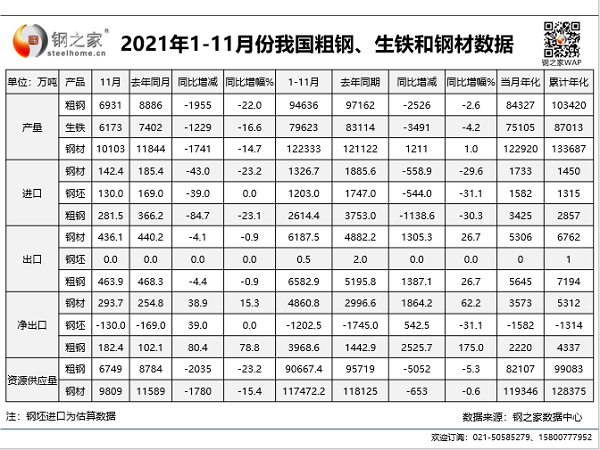 钢之家
steelhome.cn
2021年1-11月份我国粗钢、生铁和钢材数据
钢之家WAP
单位：万吨 产品 11月 去年同月 同比增减 同比增幅% 1-11月 去年同期 同比增减 同比增幅% 当月年化 累计年化
产量 粗钢 6931 8886 -1955 -22.0 94636 97162 -2526 -2.6 84327 103420
生铁 6173 7402 -1229 -16.6 79623 83114 -3491 -4.2 75105 87013
钢材 10103 11844 -1741 -14.7 122333 121122 1211 1.0 122920 133687
进口 钢材 142.4 185.4 -43.0 -23.2 1326.7 1885.6 -558.9 -29.6 1733 1450
钢坯 130.0 169.0 -39.0 0.0 1203.0 1747.0 -544.0 -31.1 1582 1315
粗钢 281.5 366.2 -84.7 -23.1 2614.4 3753.0 -1138.6 -30.3 3425 2857
出口 钢材 436.1 440.2 -4.1 -0.9 6187.5 4882.2 1305.3 26.7 5306 6762
钢坯 0.0 0.0 0.0 0.0 0.5 2.0 0.0 0.0 0 1
粗钢 463.9 468.3 -4.4 -0.9 6582.9 5195.8 1387.1 26.7 5645 7194
净出口 钢材 293.7 254.8 38.9 15.3 4860.8 2996.6 1864.2 62.2 3573 5312
钢坯 -130.0 -169.0 39.0 0.0 -1202.5 -1745.0 542.5 -31.1 -1582 -1314
粗钢 182.4 102.1 80.4 78.8 3968.6 1442.9 2525.7 175.0 2220 4337
资源供应量 粗钢 6749 8784 -2035 -23.2 90667.4 95719 -5052 -5.3 82107 99083
钢材 9809 11589 -1780 -15.4 117472.2 118125 -653 -0.6 119346 128375
注：钢坯进口为估算数据 数据来源：钢之家数据中心
欢迎订阅：021-50585279、15800777952